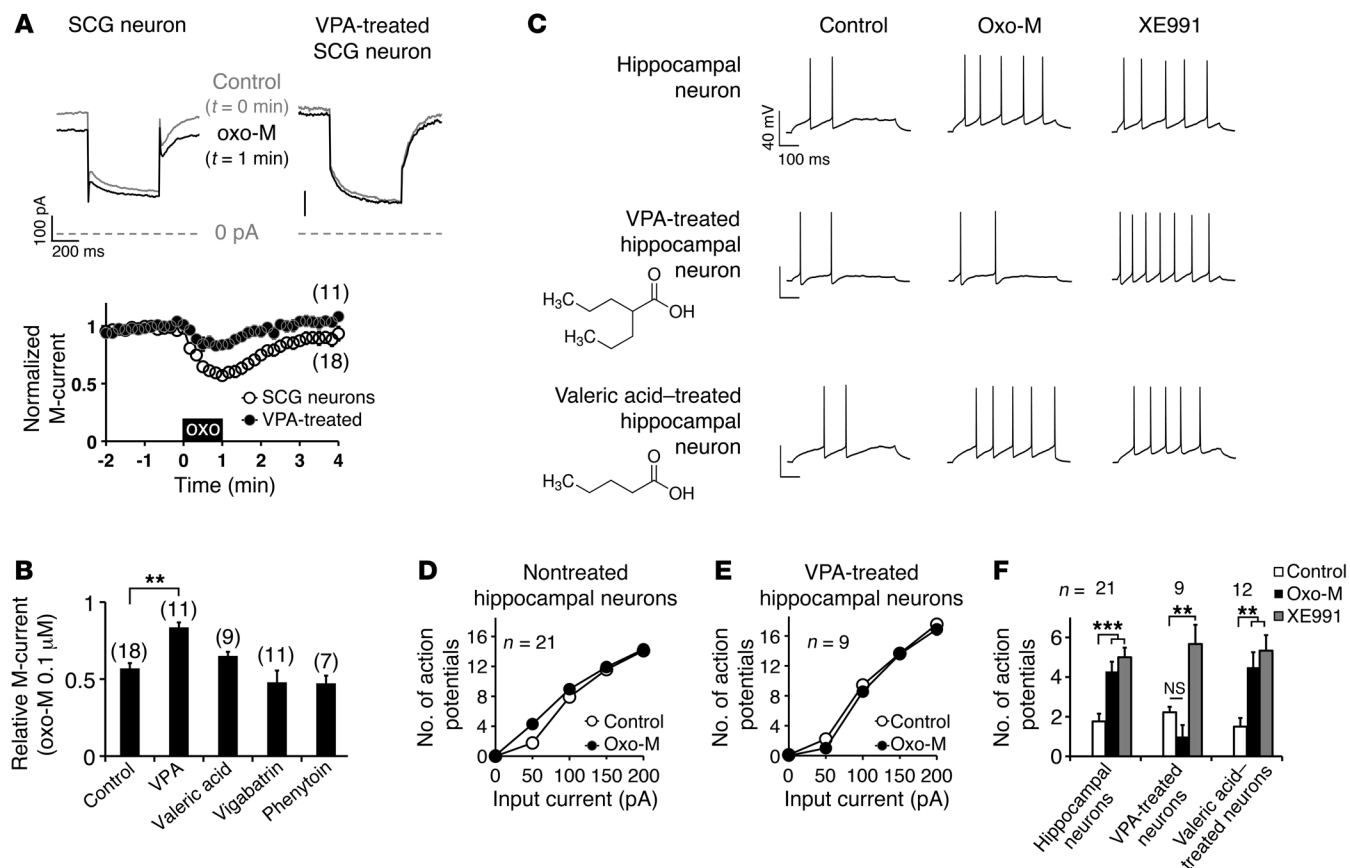 A
SCG neuron
VPA-treated
SCG neuron
Control
(t = 0 min)
oxo-M
(t = 1 min)
100 pA
200 ms
0 pA
Normalized
M-current
1
0.5
0
(11)
(18)
SCG neurons
VPA-treated
OXO
-2 -1 0 1 2 3 4
Time (min)
C
Control Oxo-M XE991
Hippocampal
neuron
40 mV
100 ms
VPA-treated
hippocampal
neuron
O
H3C
OH
H3C
Valeric acid–treated
hippocampal
neuron
O
H3C
OH
B
Relative M-current
(oxo-M 0.1 μM)
1
0.5
0
**
(18) (11) (9) (11) (7)
Control
VPA
Valeric acid
Vigabatrin
Phenytoin
D
Nontreated
hippocampal neurons
No. of action
potentials
16
12
8
4
0
n = 21
Control
Oxo-M
0 50 100 150 200
Input current (pA)
E
VPA-treated
hippocampal neurons
No. of action
potentials
16
12
8
4
0
n = 9
Control
Oxo-M
0 50 100 150 200
Input current (pA)
F
Control
Oxo-M
XE991
n = 21 9 12
*** ** **
NS
No. of action
potentials
6
4
2
0
Hippocampal
neurons
VPA-treated
neurons
Valeric acid–
treated neurons